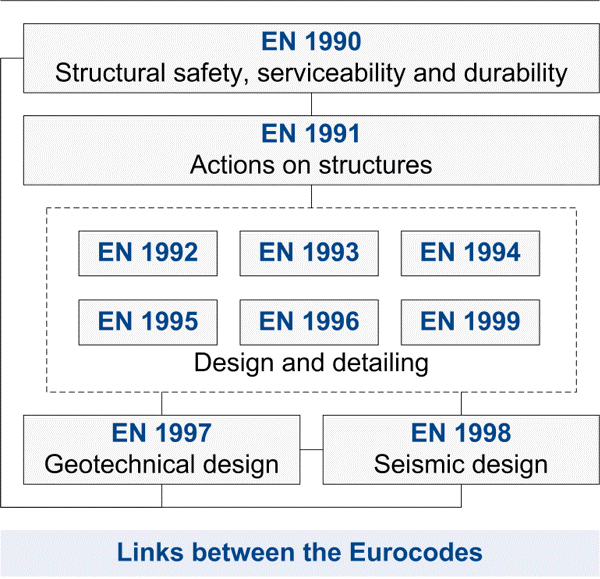 EN 1990
Structural safety, serviceability and durability
EN 1991
Actions on structures
EN 1992
EN 1993
EN 1994
EN 1995
EN 1996
EN 1999
Design and detailing
EN 1997
Geotechnical design
EN 1998
Seismic design
Links between the Eurocodes